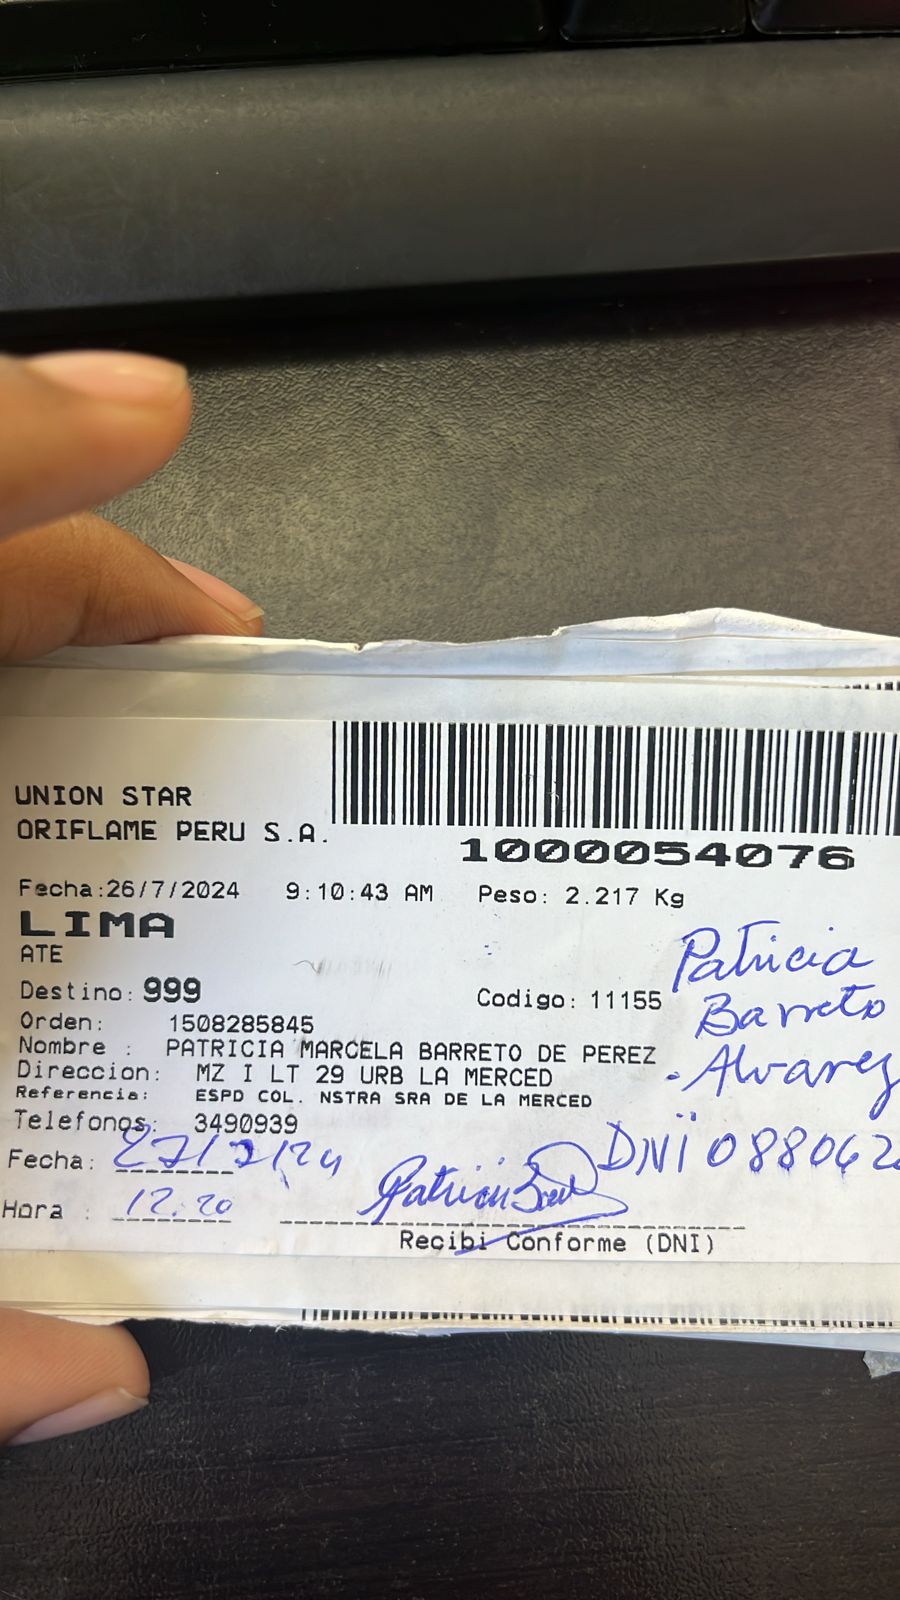 UNION STAR
ORIFLAME PERU S.A.
1000054076
Fecha:26/7/2024 9:10:43 AM Peso: 2.217 Kg
LIMA
ATE
Patricia
Barreto
Alvarez
Destino: 999 Codigo: 11155
Orden: 1508285845
Nombre : PATRICIA MARCELA BARRETO DE PEREZ
Direccion: MZ I LT 29 URB LA MERCED
Referencia: ESPD COL. NSTRA SRA DE LA MERCED
Telefonos: 3490939
Fecha: 27/7/24
DNI 088062
Hora : 12:20
Recibi Conforme (DNI)